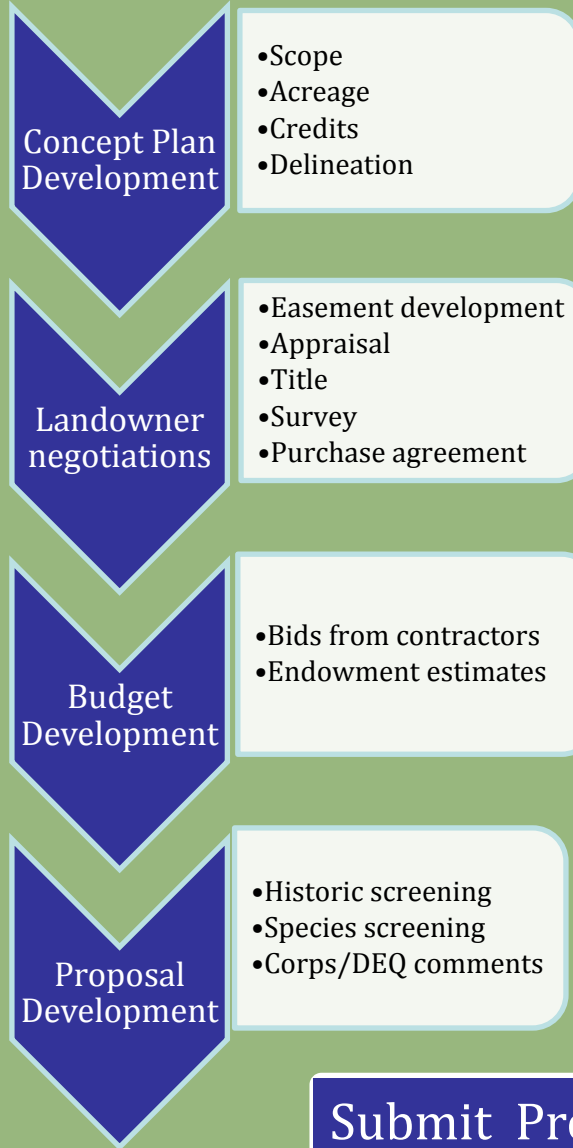 Concept Plan
Development
•Scope
•Acreage
•Credits
•Delineation
Landowner
negotiations
•Easement development
•Appraisal
•Title
•Survey
•Purchase agreement
Budget
Development
•Bids from contractors
•Endowment estimates
Proposal
Development
•Historic screening
•Species screening
•Corps/DEQ comments
Submit